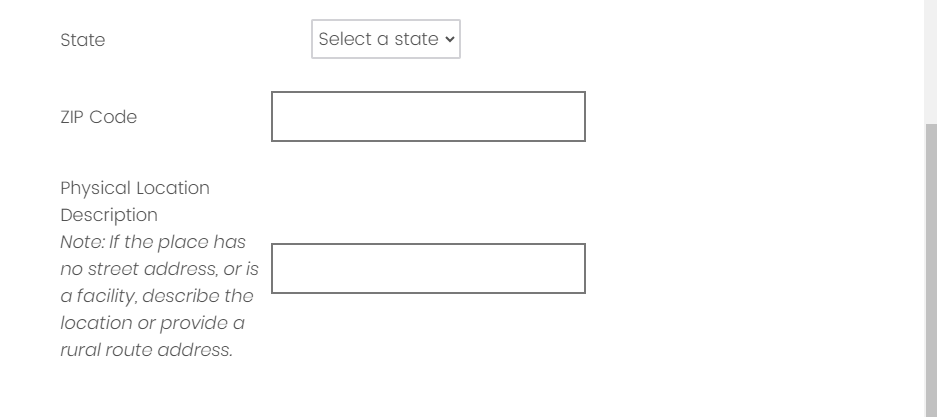 State
Select a state
ZIP Code
Physical Location
Description
Note: If the place has
no street address, or is
a facility, describe the
location or provide a
rural route address.